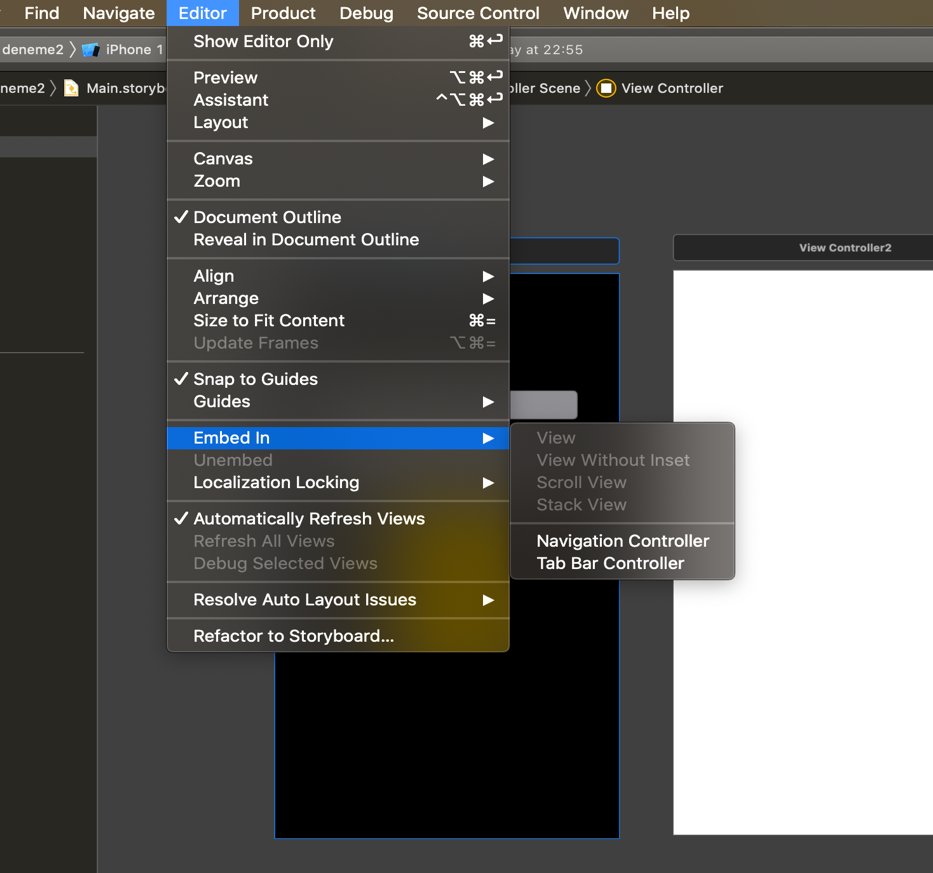 Find Navigate Editor Product Debug Source Control Window Help
deneme2 iPhone 1 at 22:55
Main.storyb Scene View Controller
Show Editor Only ⌘↩
Preview ⌥⌘↩
Assistant ^⌥⌘↩
Layout ▶
Canvas ▶
Zoom ▶
✓ Document Outline
Reveal in Document Outline
View Controller2
Align ▶
Arrange ▶
Size to Fit Content ⌘=
Update Frames ⌥⌘=
✓ Snap to Guides
Guides ▶
Embed In ▶
Unembed
Localization Locking ▶
✓ Automatically Refresh Views
Refresh All Views
Debug Selected Views
Resolve Auto Layout Issues ▶
Refactor to Storyboard...
View
View Without Inset
Scroll View
Stack View
Navigation Controller
Tab Bar Controller